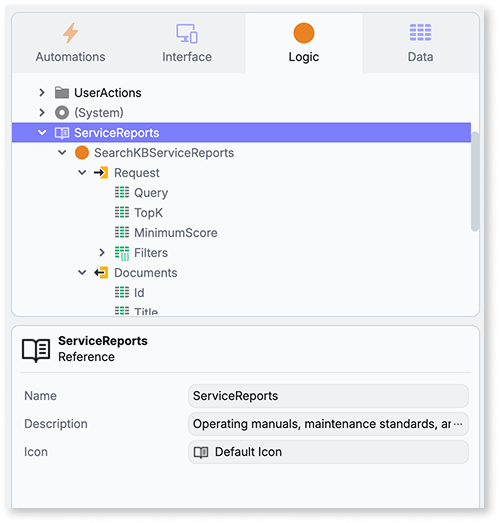 Automations Interface Logic Data
UserActions
(System)
ServiceReports
SearchKBServiceReports
Request
Query
TopK
MinimumScore
Filters
Documents
Id
Title
ServiceReports
Reference
Name ServiceReports
Description Operating manuals, maintenance standards, ar ···
Icon Default Icon